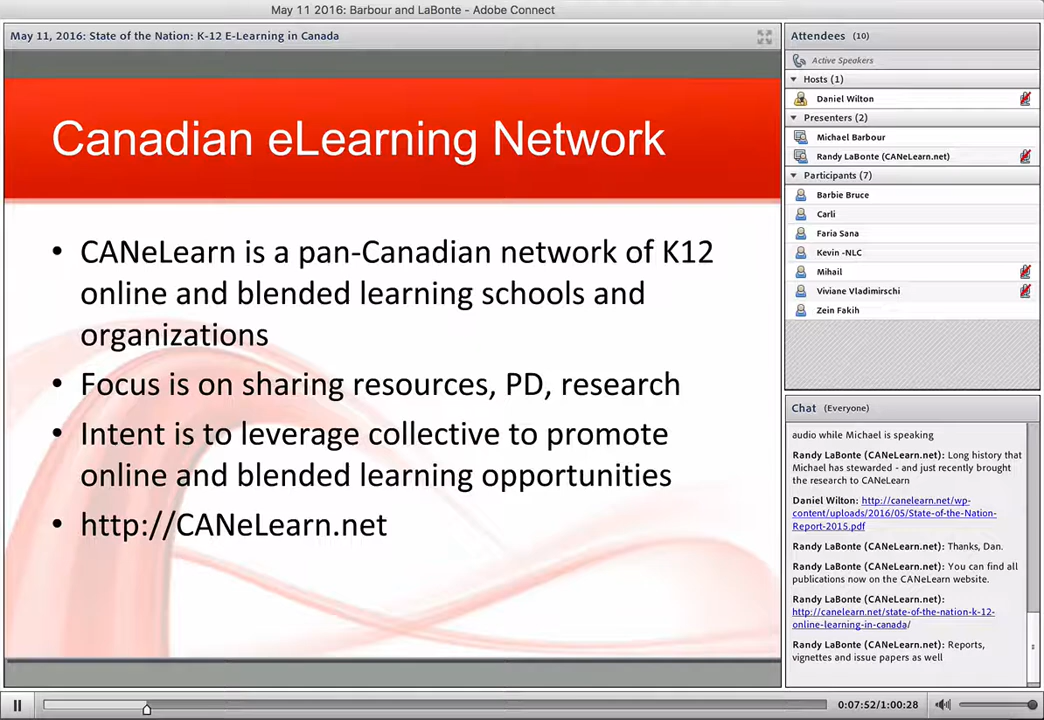 May 11 2016: Barbour and LaBonte - Adobe Connect
May 11, 2016: State of the Nation: K-12 E-Learning in Canada
Canadian eLearning Network
• CANeLearn is a pan-Canadian network of K12
online and blended learning schools and
organizations
• Focus is on sharing resources, PD, research
• Intent is to leverage collective to promote
online and blended learning opportunities
• http://CANeLearn.net
Attendees (10)
Active Speakers
Hosts (1)
Daniel Wilton
Presenters (2)
Michael Barbour
Randy LaBonte (CANeLearn.net)
Participants (7)
Barbie Bruce
Carli
Faria Sana
Kevin -NLC
Mihail
Viviane Vladimirschi
Zein Fakih
Chat (Everyone)
audio while Michael is speaking
Randy LaBonte (CANeLearn.net): Long history that
Michael has stewarded - and just recently brought
the research to CANeLearn
Daniel Wilton: http://canelearn.net/wp-
content/uploads/2016/05/State-of-the-Nation-
Report-2015.pdf
Randy LaBonte (CANeLearn.net): Thanks, Dan.
Randy LaBonte (CANeLearn.net): You can find all
publications now on the CANeLearn website.
Randy LaBonte (CANeLearn.net):
http://canelearn.net/state-of-the-nation-k-12-
online-learning-in-canada/
Randy LaBonte (CANeLearn.net): Reports,
vignettes and issue papers as well
0:07:52/1:00:28